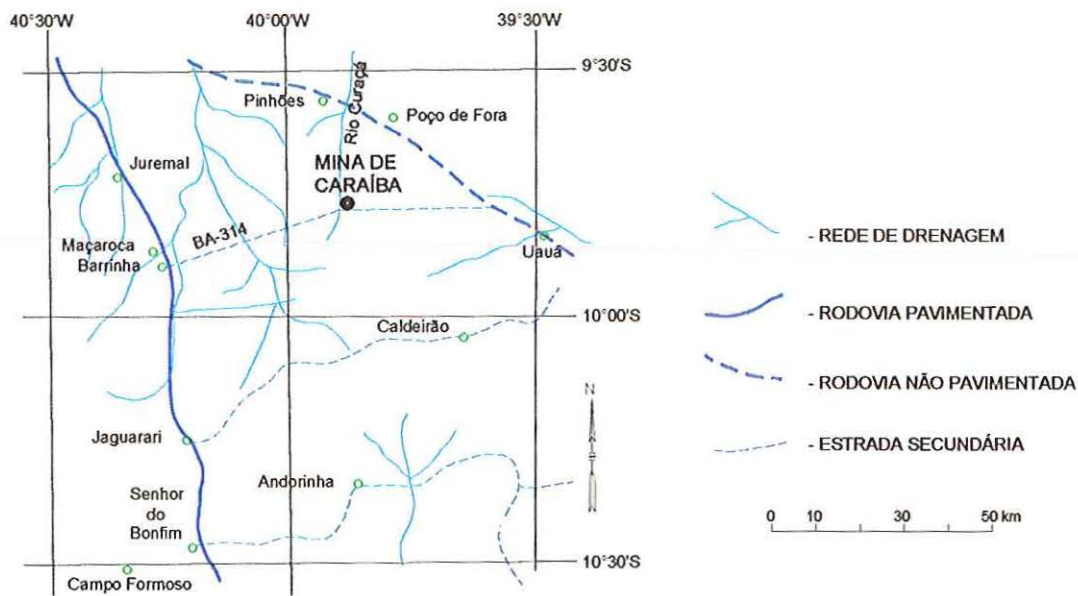 40°30'W
40°00'W
39°30'W
9°30'S
Pinhões
Rio Curaçá
Poço de Fora
MINA DE
CARAÍBA
Juremal
BA-314
Maçaroca
Barrinha
Uauá
- REDE DE DRENAGEM
10°00'S
Caldeirão
- RODOVIA PAVIMENTADA
N
- RODOVIA NÃO PAVIMENTADA
Jaguarari
- ESTRADA SECUNDÁRIA
Andorinha
Senhor
do
Bonfim
0 10 30 50 km
10°30'S
Campo Formoso